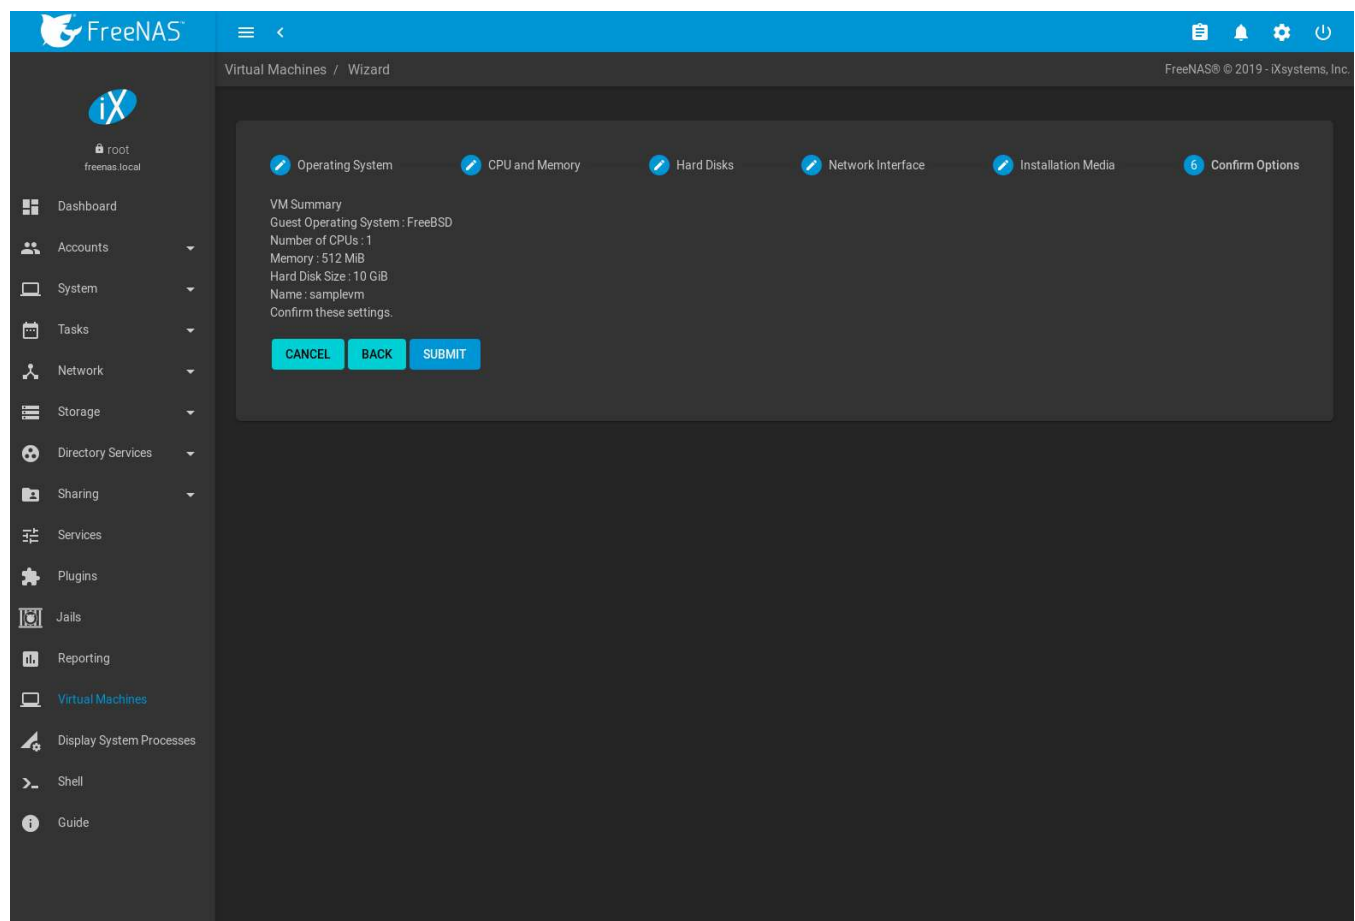 FreeNAS
Virtual Machines / Wizard
FreeNAS® © 2019 - iXsystems, Inc.
iX
root
freenas.local
Dashboard
Accounts
System
Tasks
Network
Storage
Directory Services
Sharing
Services
Plugins
Jails
Reporting
Virtual Machines
Display System Processes
Shell
Guide
Operating System
CPU and Memory
Hard Disks
Network Interface
Installation Media
6 Confirm Options
VM Summary
Guest Operating System : FreeBSD
Number of CPUs : 1
Memory : 512 MiB
Hard Disk Size : 10 GiB
Name : samplevm
Confirm these settings.
CANCEL
BACK
SUBMIT